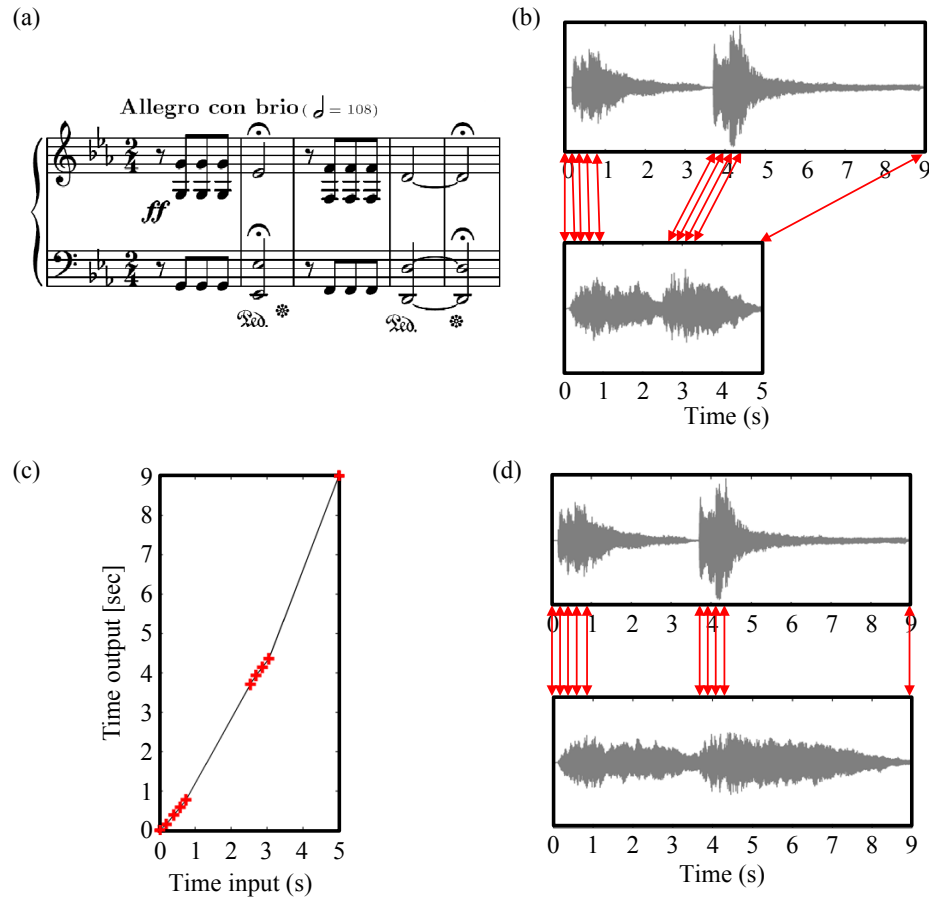 (a)
Allegro con brio ( = 108)
2
4
ff
2
4
Ped.
Ped.
(b)
0 1 2 3 4 5 6 7 8 9
0 1 2 3 4 5
Time (s)
(c)
9
8
7
6
5
4
3
2
1
0
Time output [sec]
0 1 2 3 4 5
Time input (s)
(d)
0 1 2 3 4 5 6 7 8 9
0 1 2 3 4 5 6 7 8 9
Time (s)